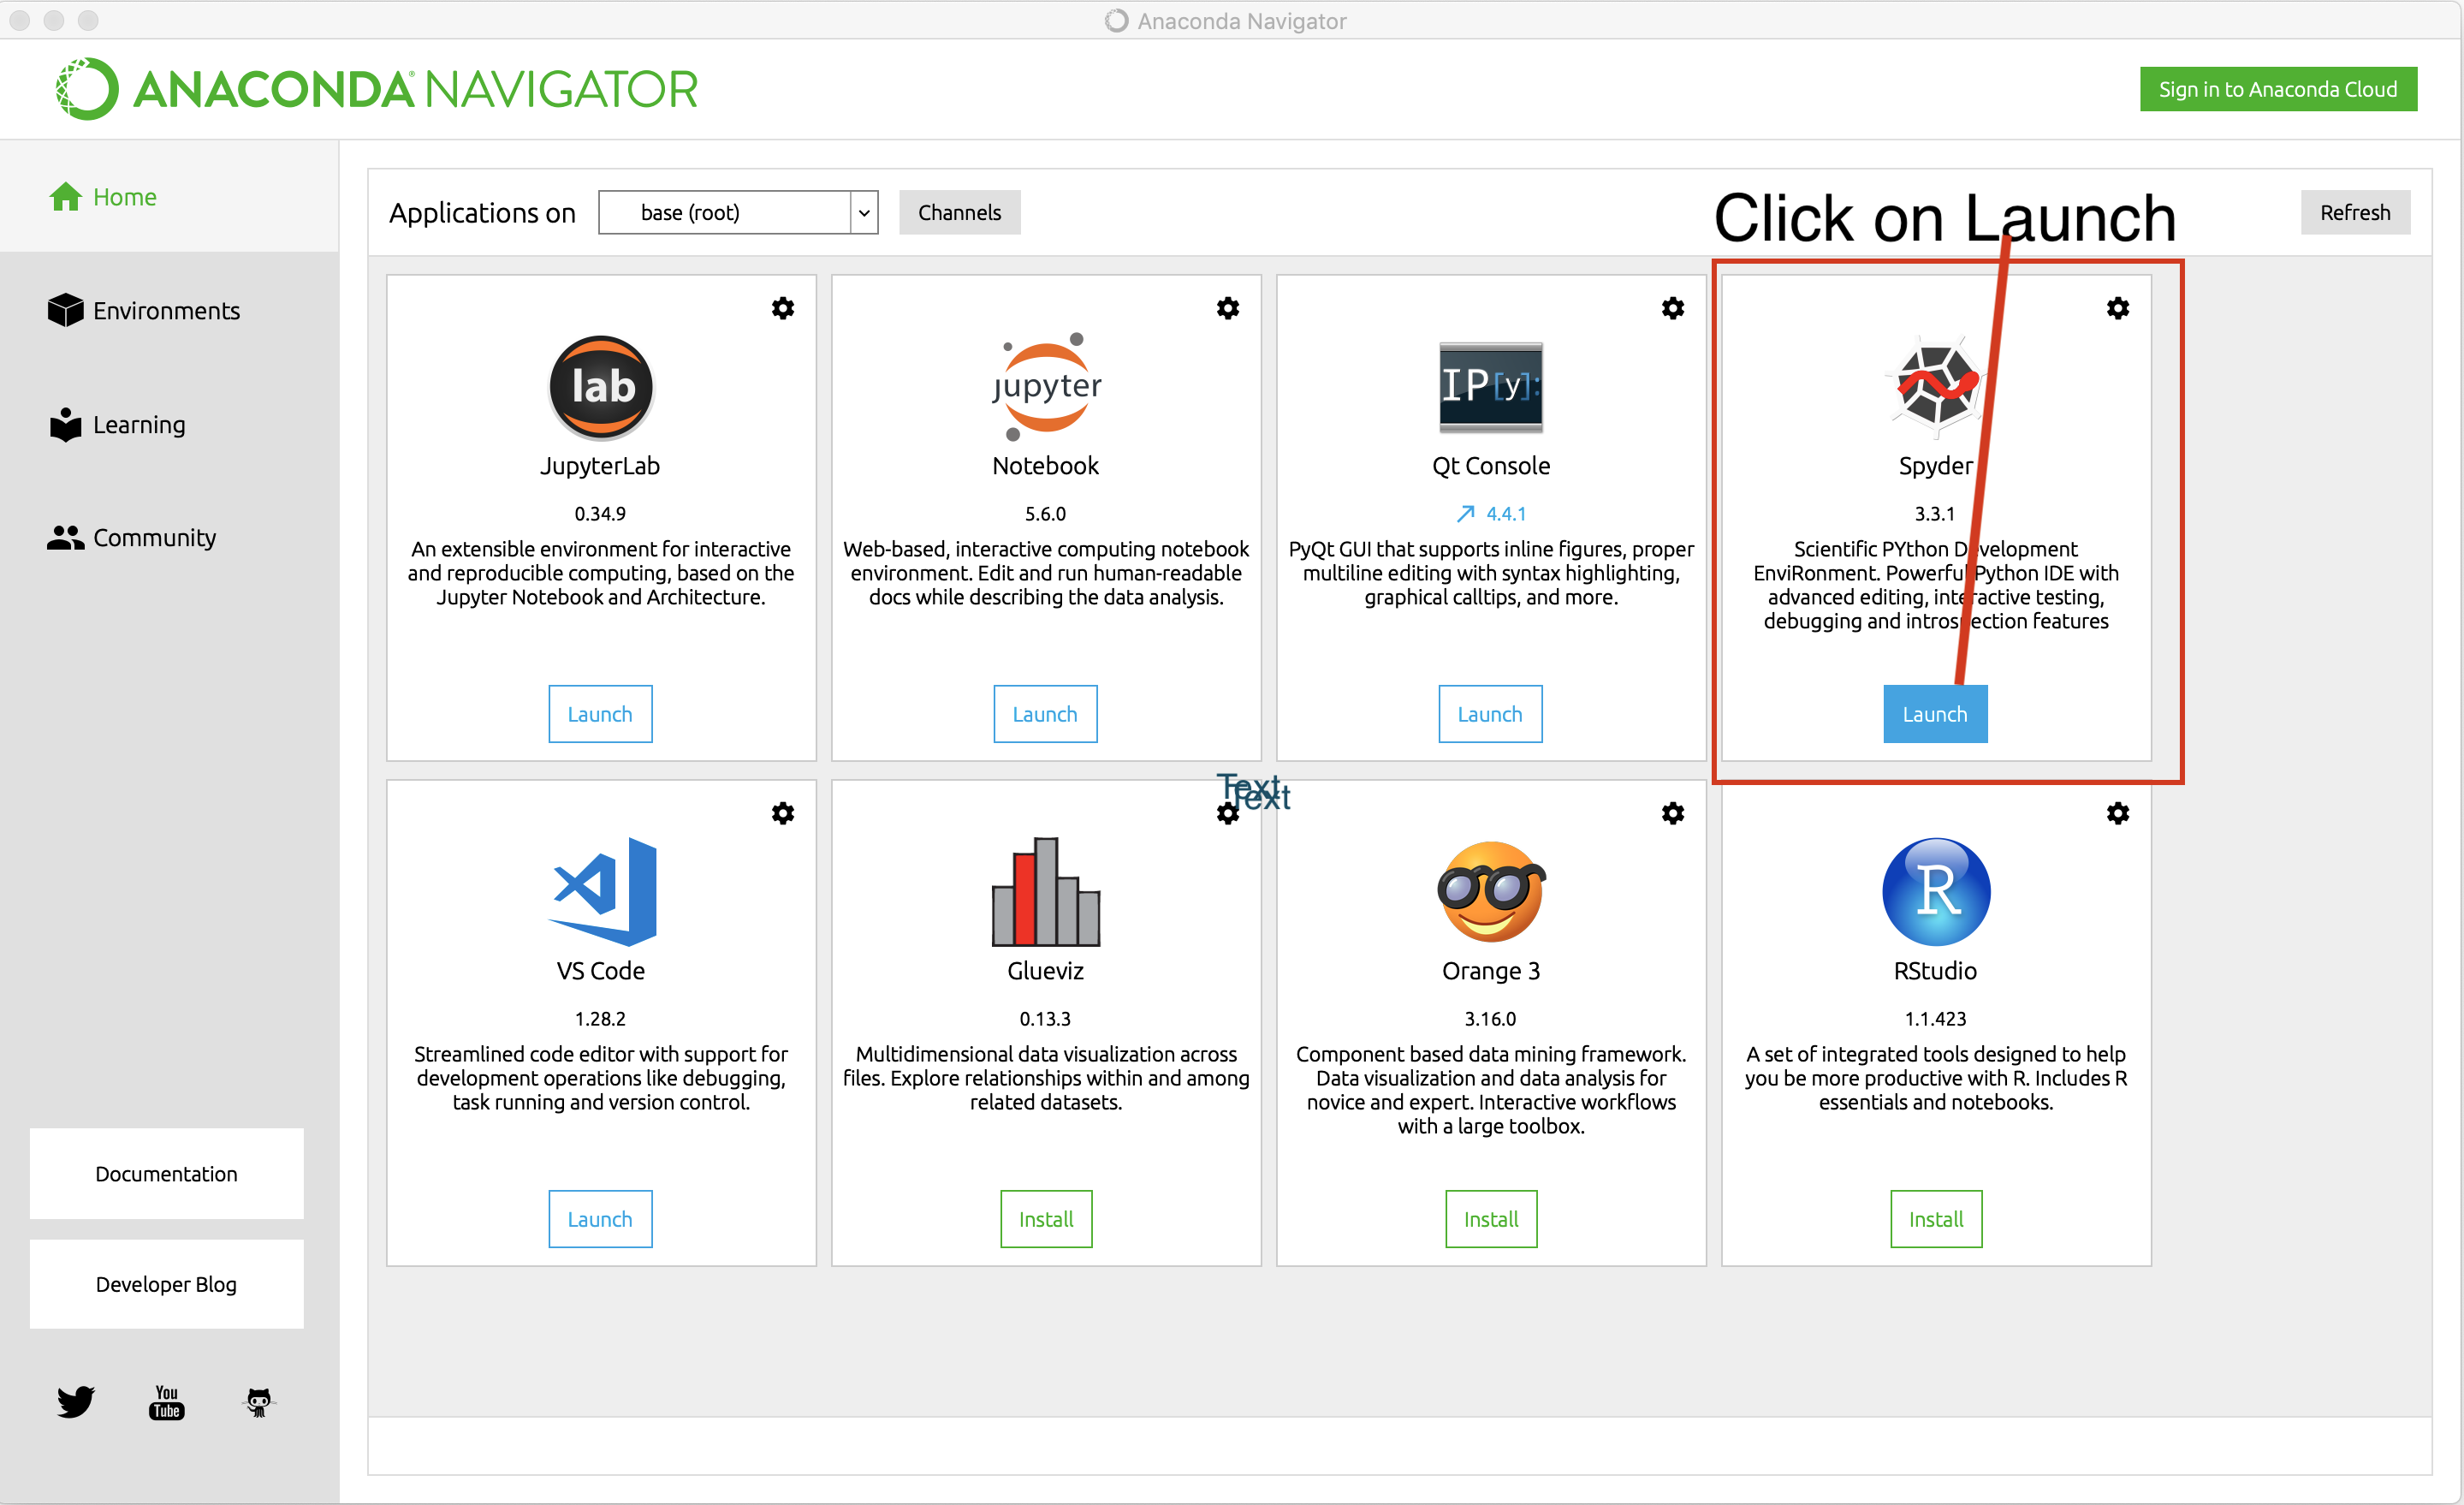 Anaconda Navigator
ANACONDA® NAVIGATOR
Sign in to Anaconda Cloud
Home
Environments
Learning
Community
Documentation
Developer Blog
You
Tube
Applications on
base (root)
Channels
Click on Launch
Refresh
lab
JupyterLab
0.34.9
An extensible environment for interactive
and reproducible computing, based on the
Jupyter Notebook and Architecture.
Launch
jupyter
Notebook
5.6.0
Web-based, interactive computing notebook
environment. Edit and run human-readable
docs while describing the data analysis.
Launch
IP[y]:
Qt Console
4.4.1
PyQt GUI that supports inline figures, proper
multiline editing with syntax highlighting,
graphical calltips, and more.
Launch
Spyder
3.3.1
Scientific PYthon Development
EnviRonment. Powerful Python IDE with
advanced editing, interactive testing,
debugging and introspection features
Launch
Text
Text
VS Code
1.28.2
Streamlined code editor with support for
development operations like debugging,
task running and version control.
Launch
Glueviz
0.13.3
Multidimensional data visualization across
files. Explore relationships within and among
related datasets.
Install
Orange 3
3.16.0
Component based data mining framework.
Data visualization and data analysis for
novice and expert. Interactive workflows
with a large toolbox.
Install
R
RStudio
1.1.423
A set of integrated tools designed to help
you be more productive with R. Includes R
essentials and notebooks.
Install